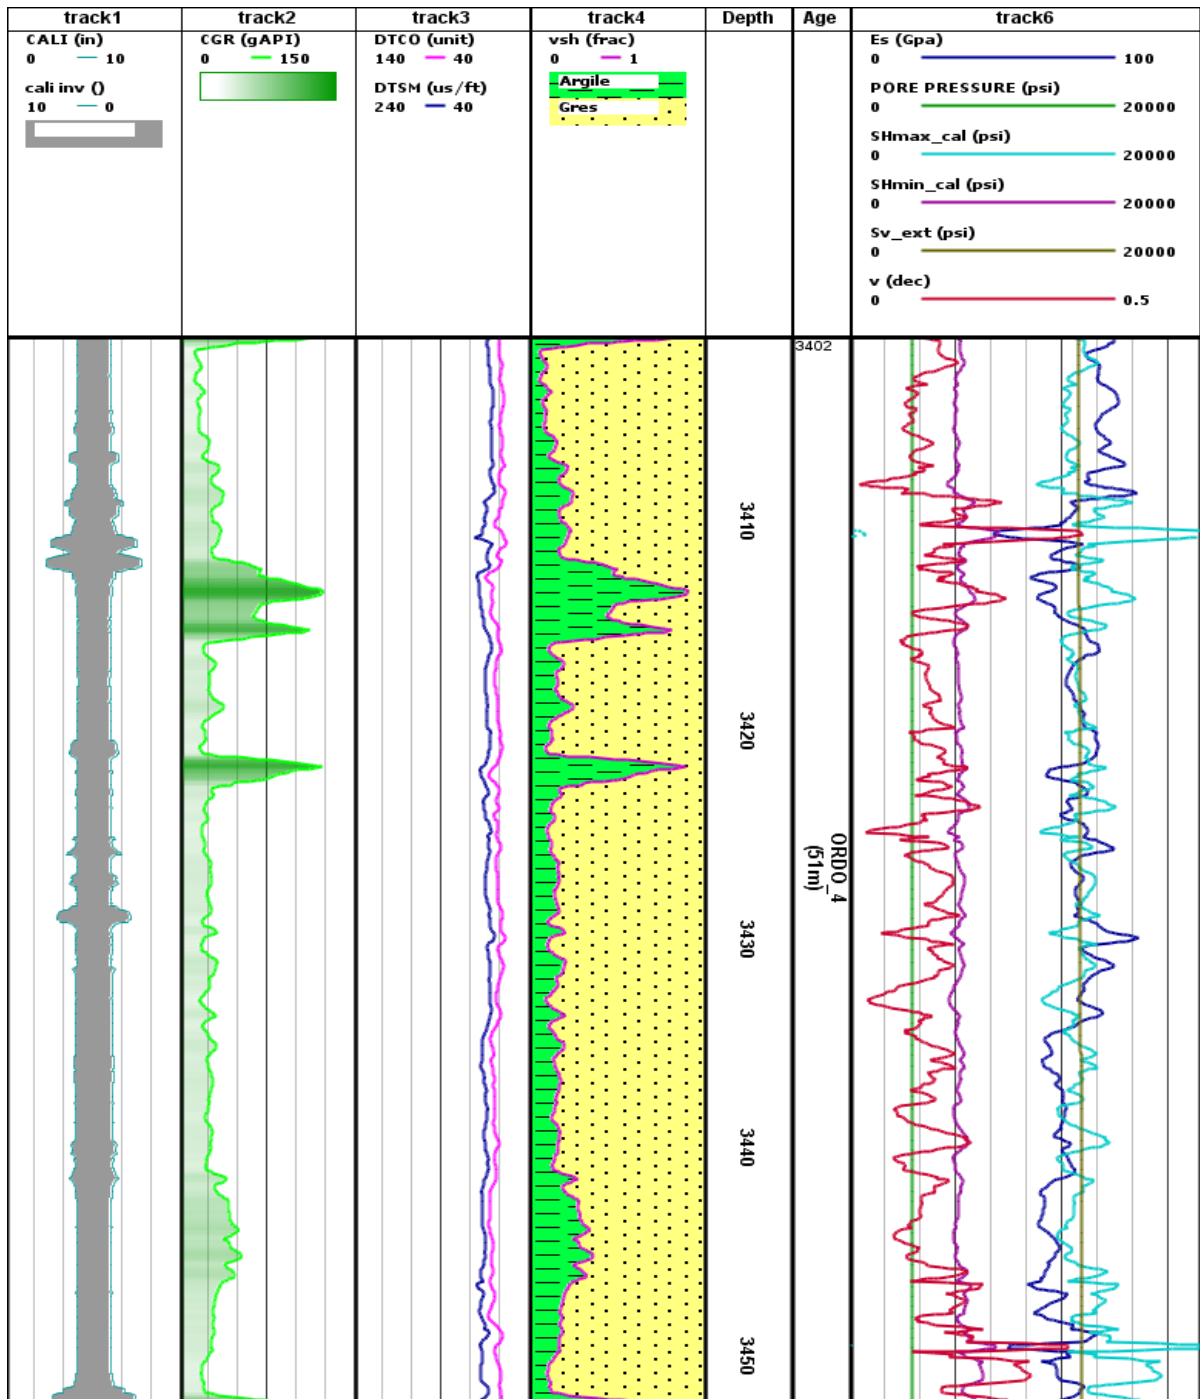 track1 track2 track3 track4 Depth Age track6
CALI (in)
0 10
cali inv ()
10 0
CGR (gAPI)
0 150
DTCO (unit)
140 40
DTSM (us/ft)
240 40
vsh (frac)
0 1
Argile
Gres
Es (Gpa)
0 100
PORE PRESSURE (psi)
0 20000
SHmax_cal (psi)
0 20000
SHmin_cal (psi)
0 20000
Sv_ext (psi)
0 20000
v (dec)
0 0.5
3402
3410
3420
3430
3440
3450
ORDO_4
(51m)